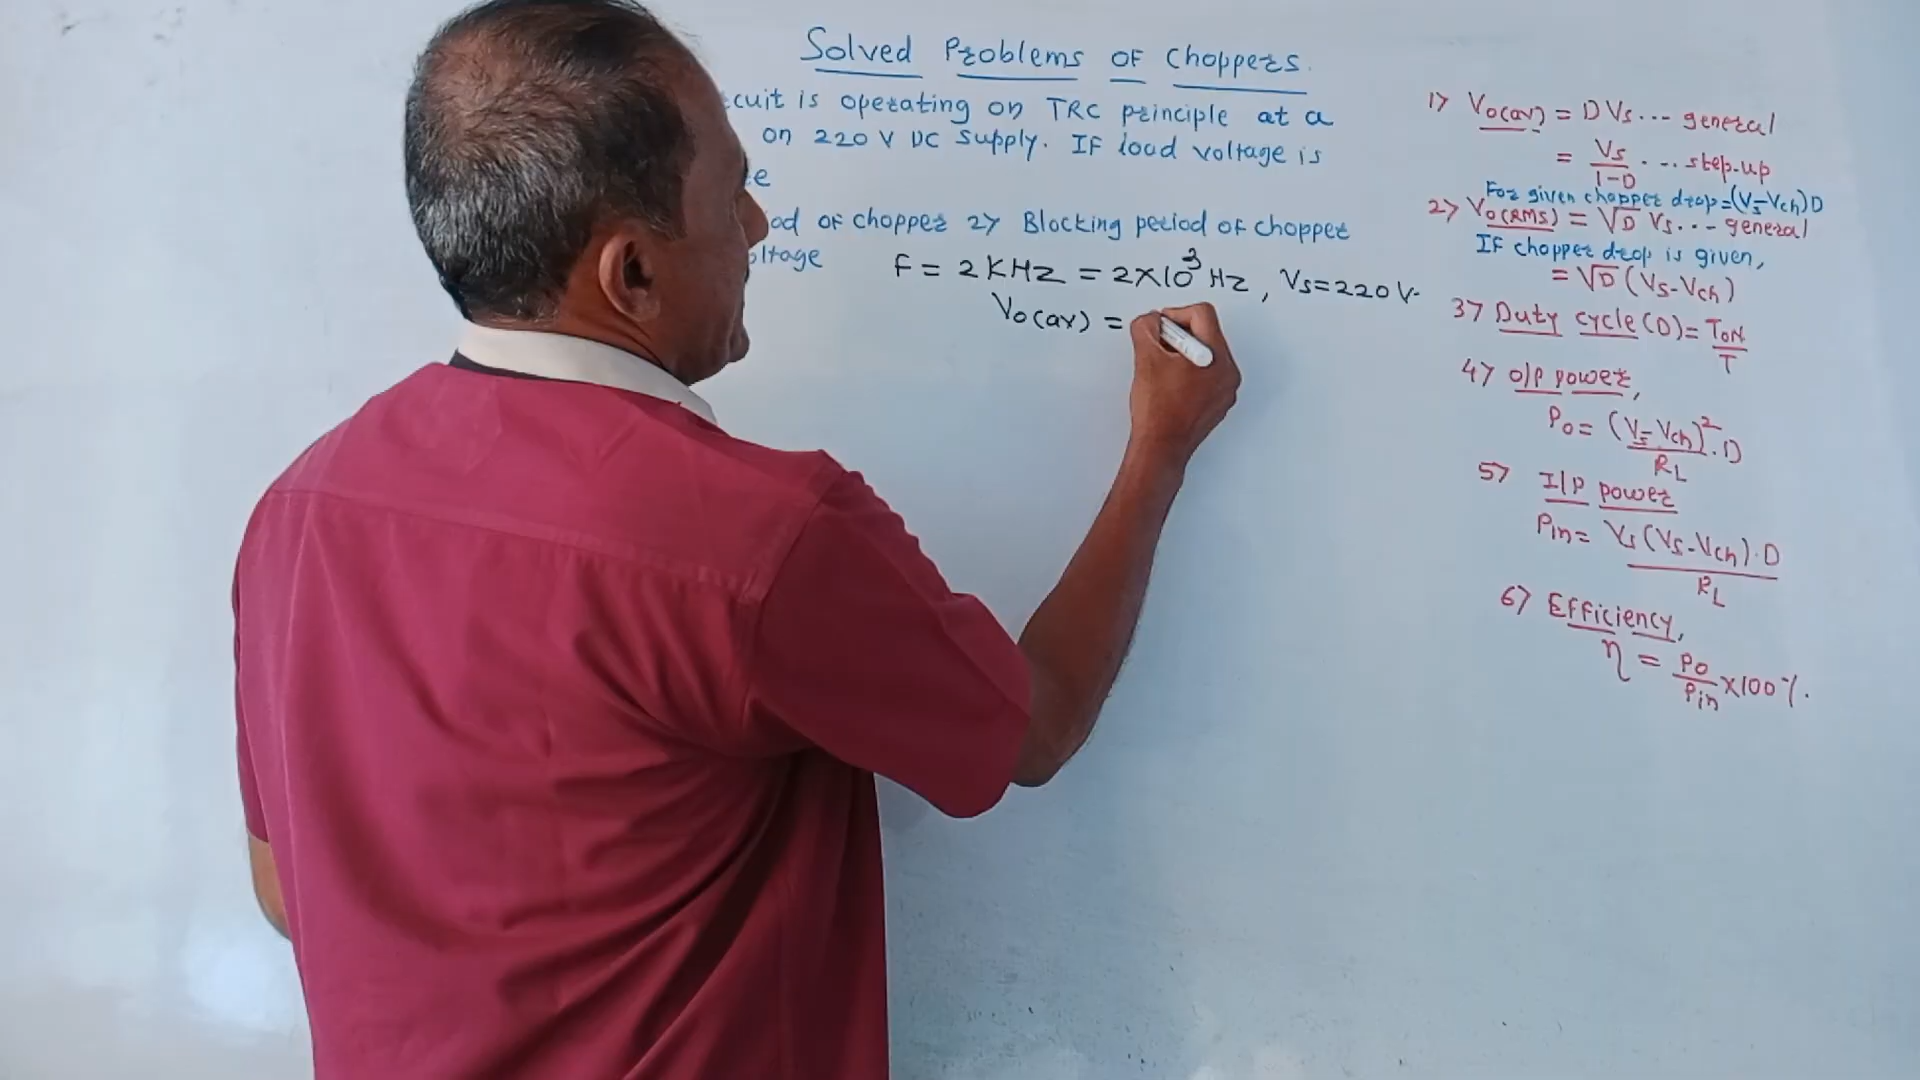 Solved Problems OF Choppers.
cuit is operating on TRC principle at a
on 220 V DC supply. IF load voltage is
od of chopper 2> Blocking period of chopper
oltage
F = 2 KHz = 2×10³ Hz, Vs=220 V.
Vo(av) =
1> Vo(av) = D Vs ... general
= Vs/1-D ... step-up
For given chopper drop=(Vs-Vch)D
2> Vo(RMS) = √D Vs ... general
IF chopper drop is given,
= √D (Vs-Vch)
3> Duty cycle (D) = TON/T
4> O/P power,
Po = (Vs-Vch)²/RL . D
5> I/P power
Pin = Vs(Vs-Vch).D/RL
6> Efficiency,
η = Po/Pin ×100%.